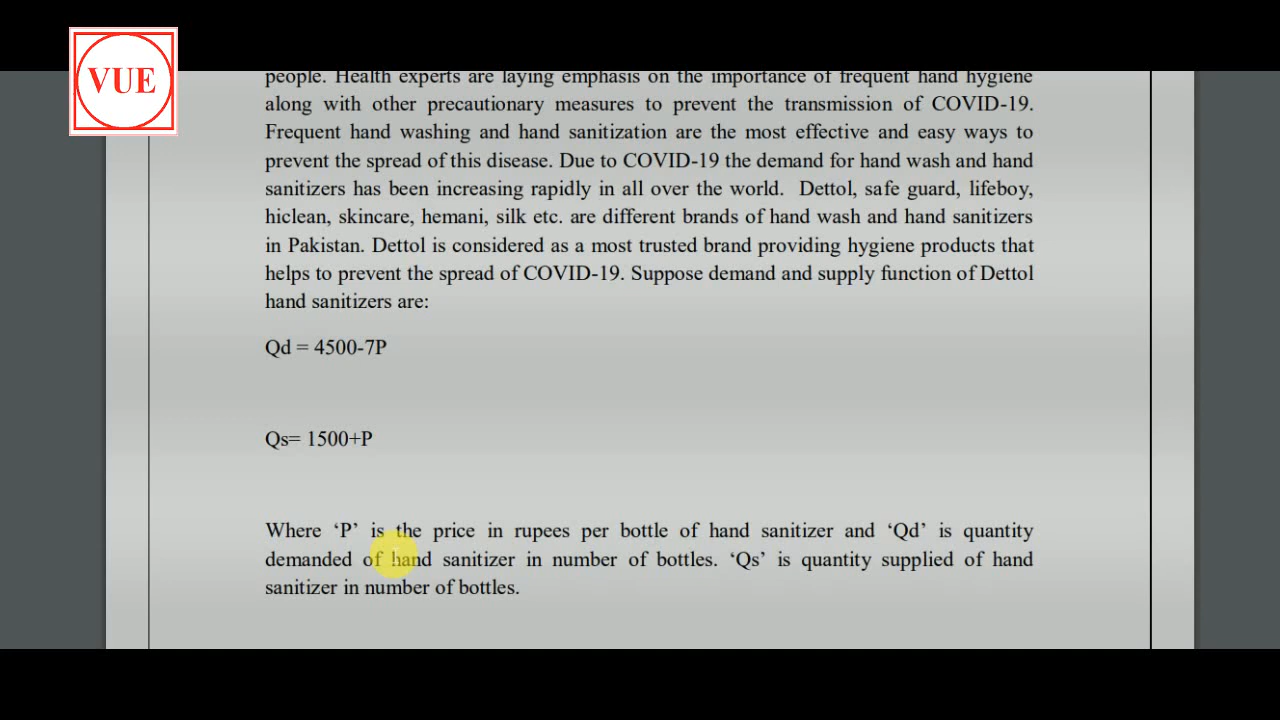 VUE
people. Health experts are laying emphasis on the importance of frequent hand hygiene
along with other precautionary measures to prevent the transmission of COVID-19.
Frequent hand washing and hand sanitization are the most effective and easy ways to
prevent the spread of this disease. Due to COVID-19 the demand for hand wash and hand
sanitizers has been increasing rapidly in all over the world. Dettol, safe guard, lifeboy,
hiclean, skincare, hemani, silk etc. are different brands of hand wash and hand sanitizers
in Pakistan. Dettol is considered as a most trusted brand providing hygiene products that
helps to prevent the spread of COVID-19. Suppose demand and supply function of Dettol
hand sanitizers are:
Qd = 4500-7P
Qs= 1500+P
Where ‘P’ is the price in rupees per bottle of hand sanitizer and ‘Qd’ is quantity
demanded of hand sanitizer in number of bottles. ‘Qs’ is quantity supplied of hand
sanitizer in number of bottles.